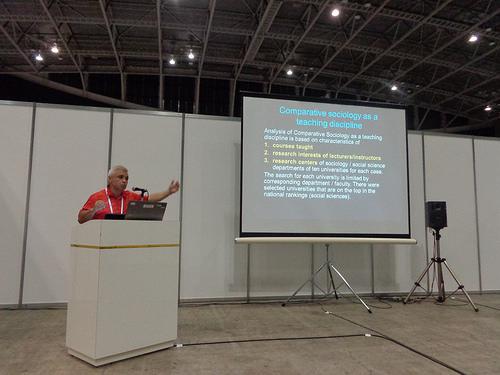 Comparative sociology as a
teaching discipline
Analysis of Comparative Sociology as a teaching
discipline is based on characteristics of
1. courses taught
2. research interests of lecturers/instructors
3. research centers of sociology / social science
departments of ten universities for each case.
The search for each university is limited by
corresponding department / faculty. There were
selected universities that are on the top in the
national rankings (social sciences).